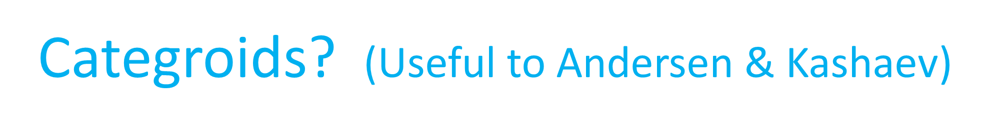 Categroids? (Useful to Andersen & Kashaev)